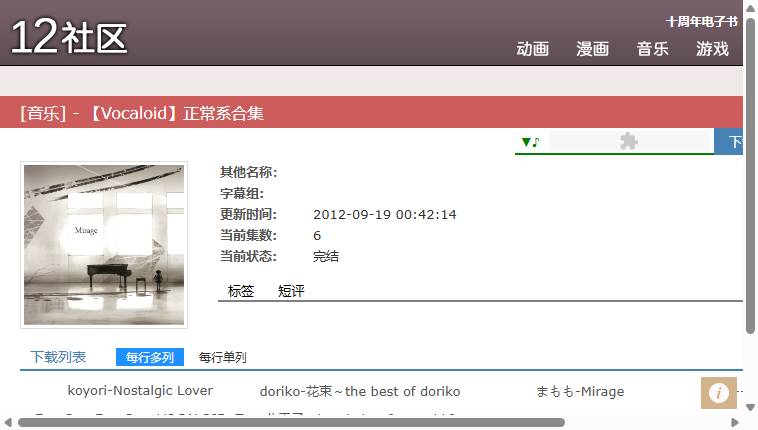 12社区
十周年电子书
动画 漫画 音乐 游戏
[音乐] - 【Vocaloid】正常系合集
▼♪
下
其他名称:
字幕组:
更新时间: 2012-09-19 00:42:14
当前集数: 6
当前状态: 完结
Mirage
标签 短评
下载列表 每行多列 每行单列
koyori-Nostalgic Lover doriko-花束～the best of doriko まもも-Mirage